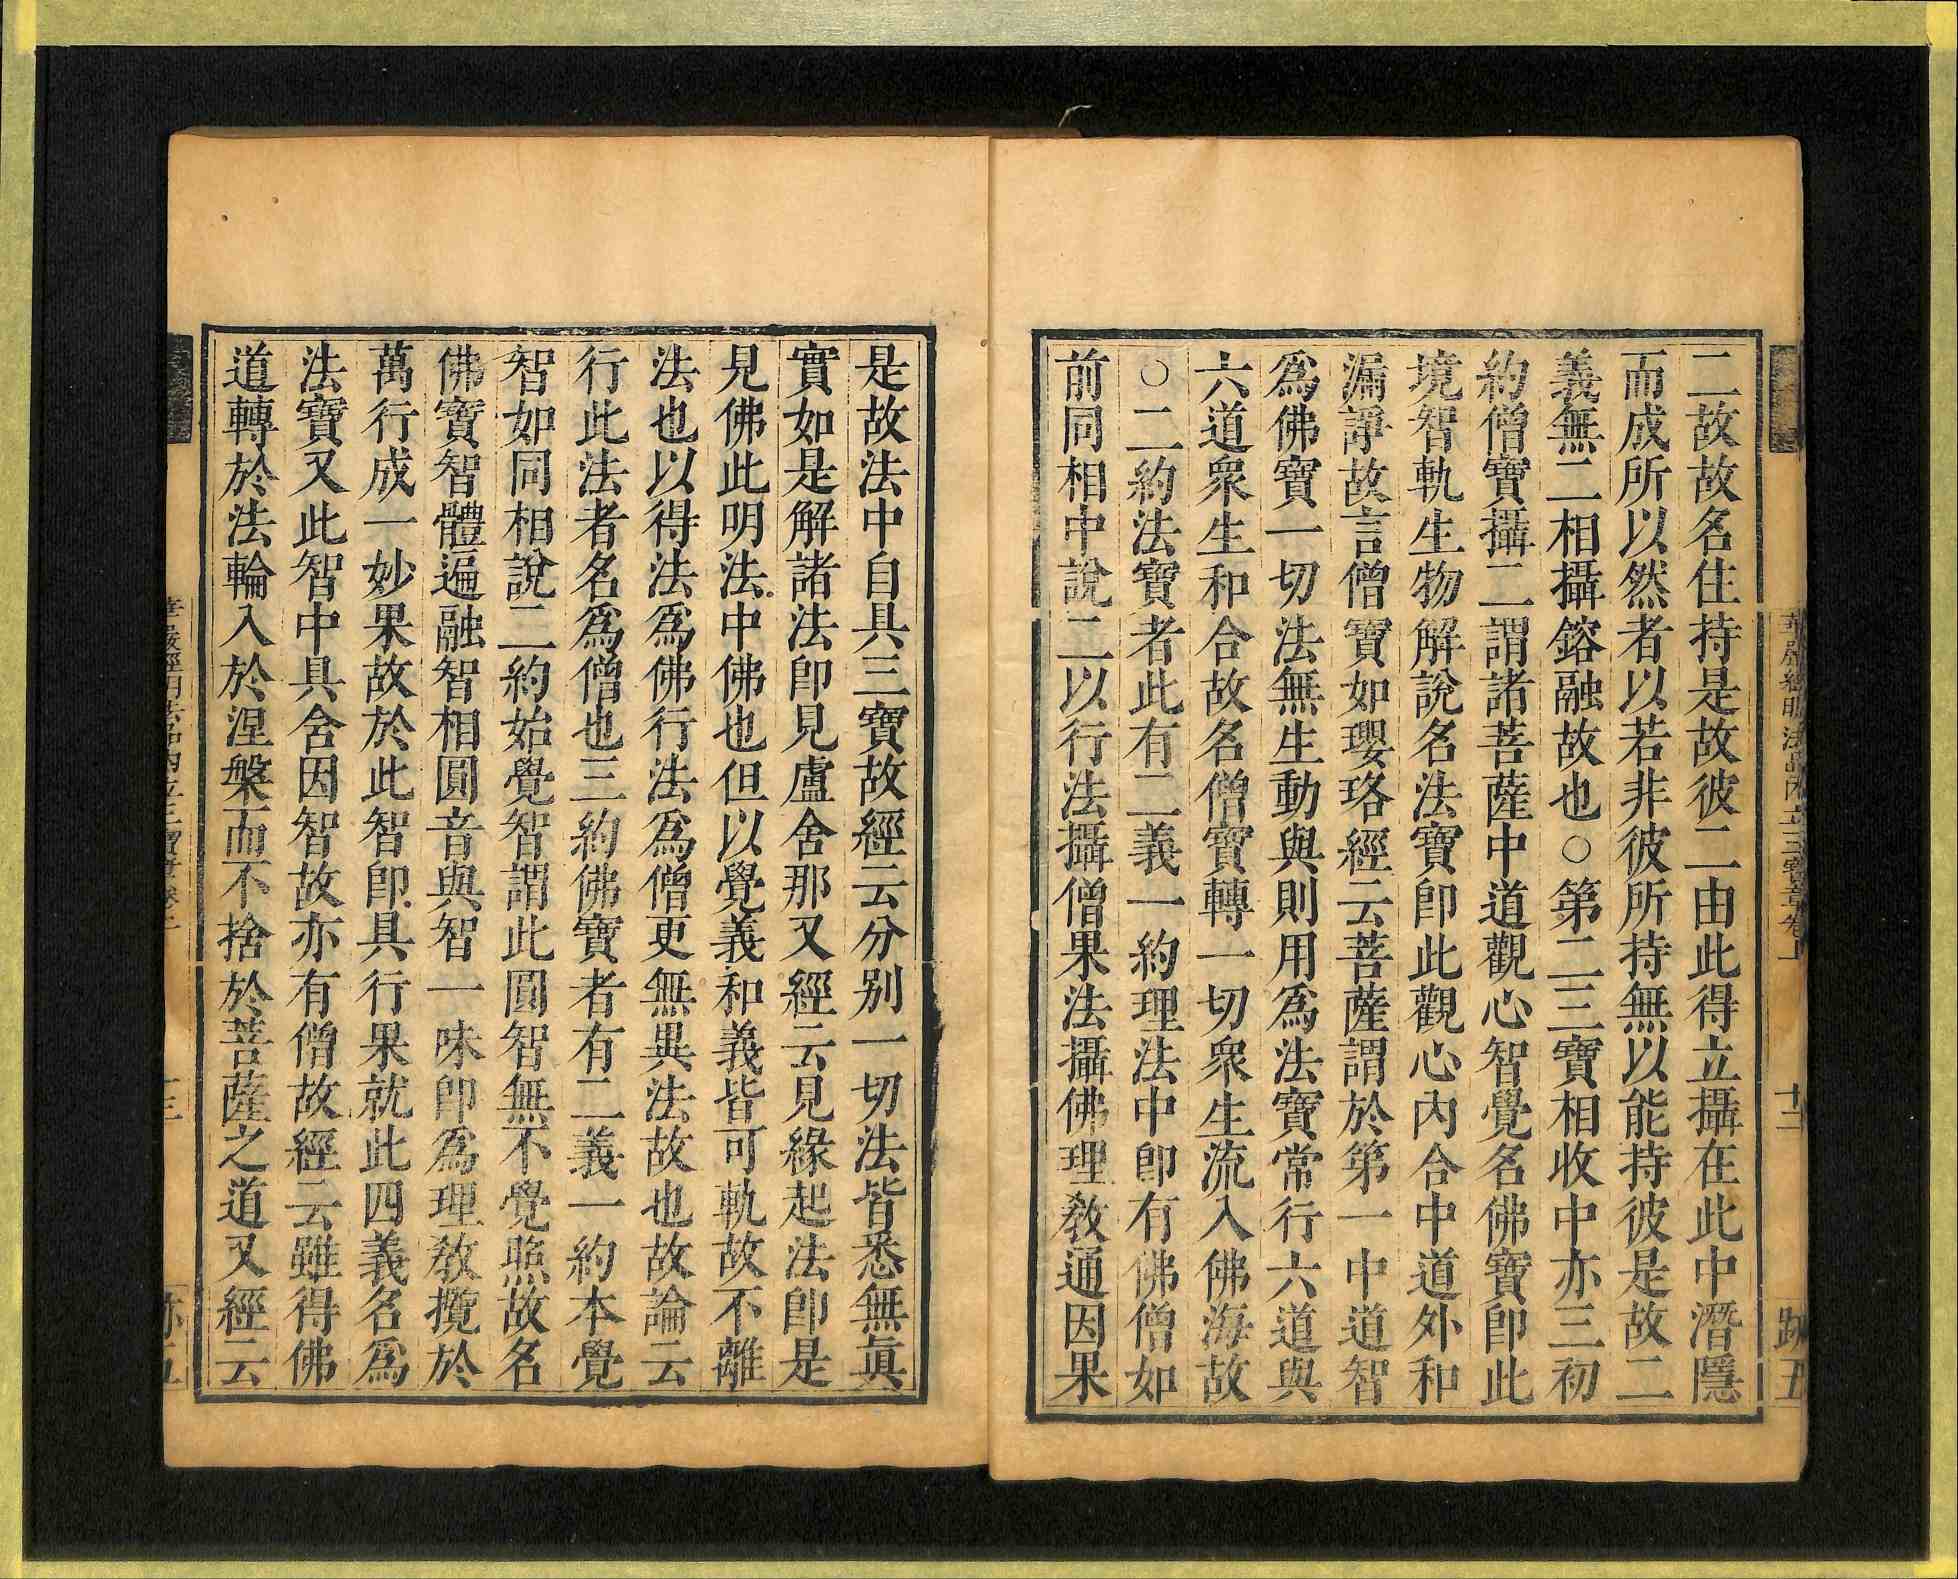 二故故名住持是故彼二由此得立攝在此中潛隱
而成所以然者以若非彼所持無以能持彼是故二
義無二相攝鎔融故也○第二三寶相收中亦三初
約僧寶攝二謂諸菩薩中道觀心智覺名佛寶即此
境智軌生物解說名法寶即此觀心內合中道外和
漏諍故言僧寶如瓔珞經云菩薩謂於第一中道智
爲佛寶一切法無生動與則用爲法寶常行六道與
六道眾生和合故名僧寶轉一切眾生流入佛海故
○二約法寶者此有二義一約理法中即有佛僧如
前同相中說二以行法攝僧果法攝佛理教通因果
是故法中自具三寶故經云分別一切法皆悉無眞
實如是解諸法即見盧舍那又經云見緣起法即是
見佛此明法中佛也但以覺義和義皆可軌故不離
法也以得法爲佛行法爲僧更無異法故也故論云
行此法者名爲僧也三約佛寶者有二義一約本覺
智如同相說二約始覺智謂此圓智無不覺照故名
佛寶智體遍融智相圓音與智一味即爲理教攬於
萬行成一妙果故於此智即具行果就此四義名爲
法寶又此智中具含因智故亦有僧故經云雖得佛
道轉於法輪入於涅槃而不捨於菩薩之道又經云
華嚴經明法品內立三寶章卷上
十二
跡五